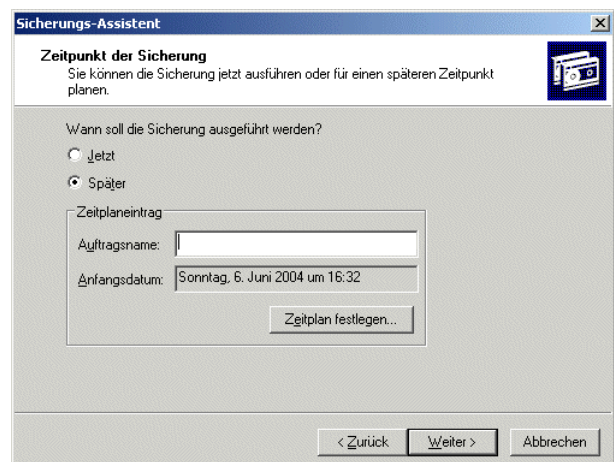 Sicherungs-Assistent
Zeitpunkt der Sicherung
Sie können die Sicherung jetzt ausführen oder für einen späteren Zeitpunkt
planen.
Wann soll die Sicherung ausgeführt werden?
Jetzt
Später
Zeitplaneintrag
Auftragsname:
Anfangsdatum: Sonntag, 6. Juni 2004 um 16:32
Zeitplan festlegen...
< Zurück Weiter > Abbrechen